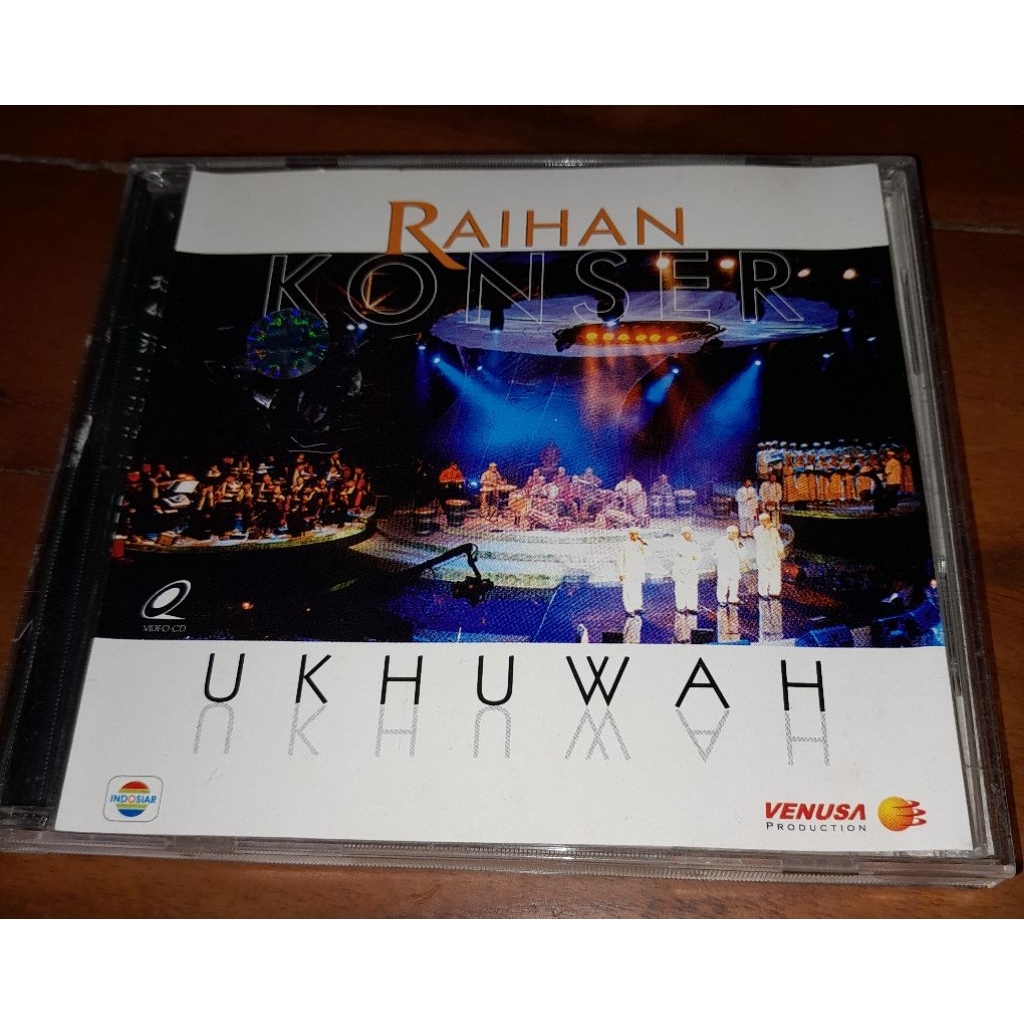 RAIHAN
KONSER
VIDEO CD
UKHUWAH
INDOSIAR
VENUSA
PRODUCTION